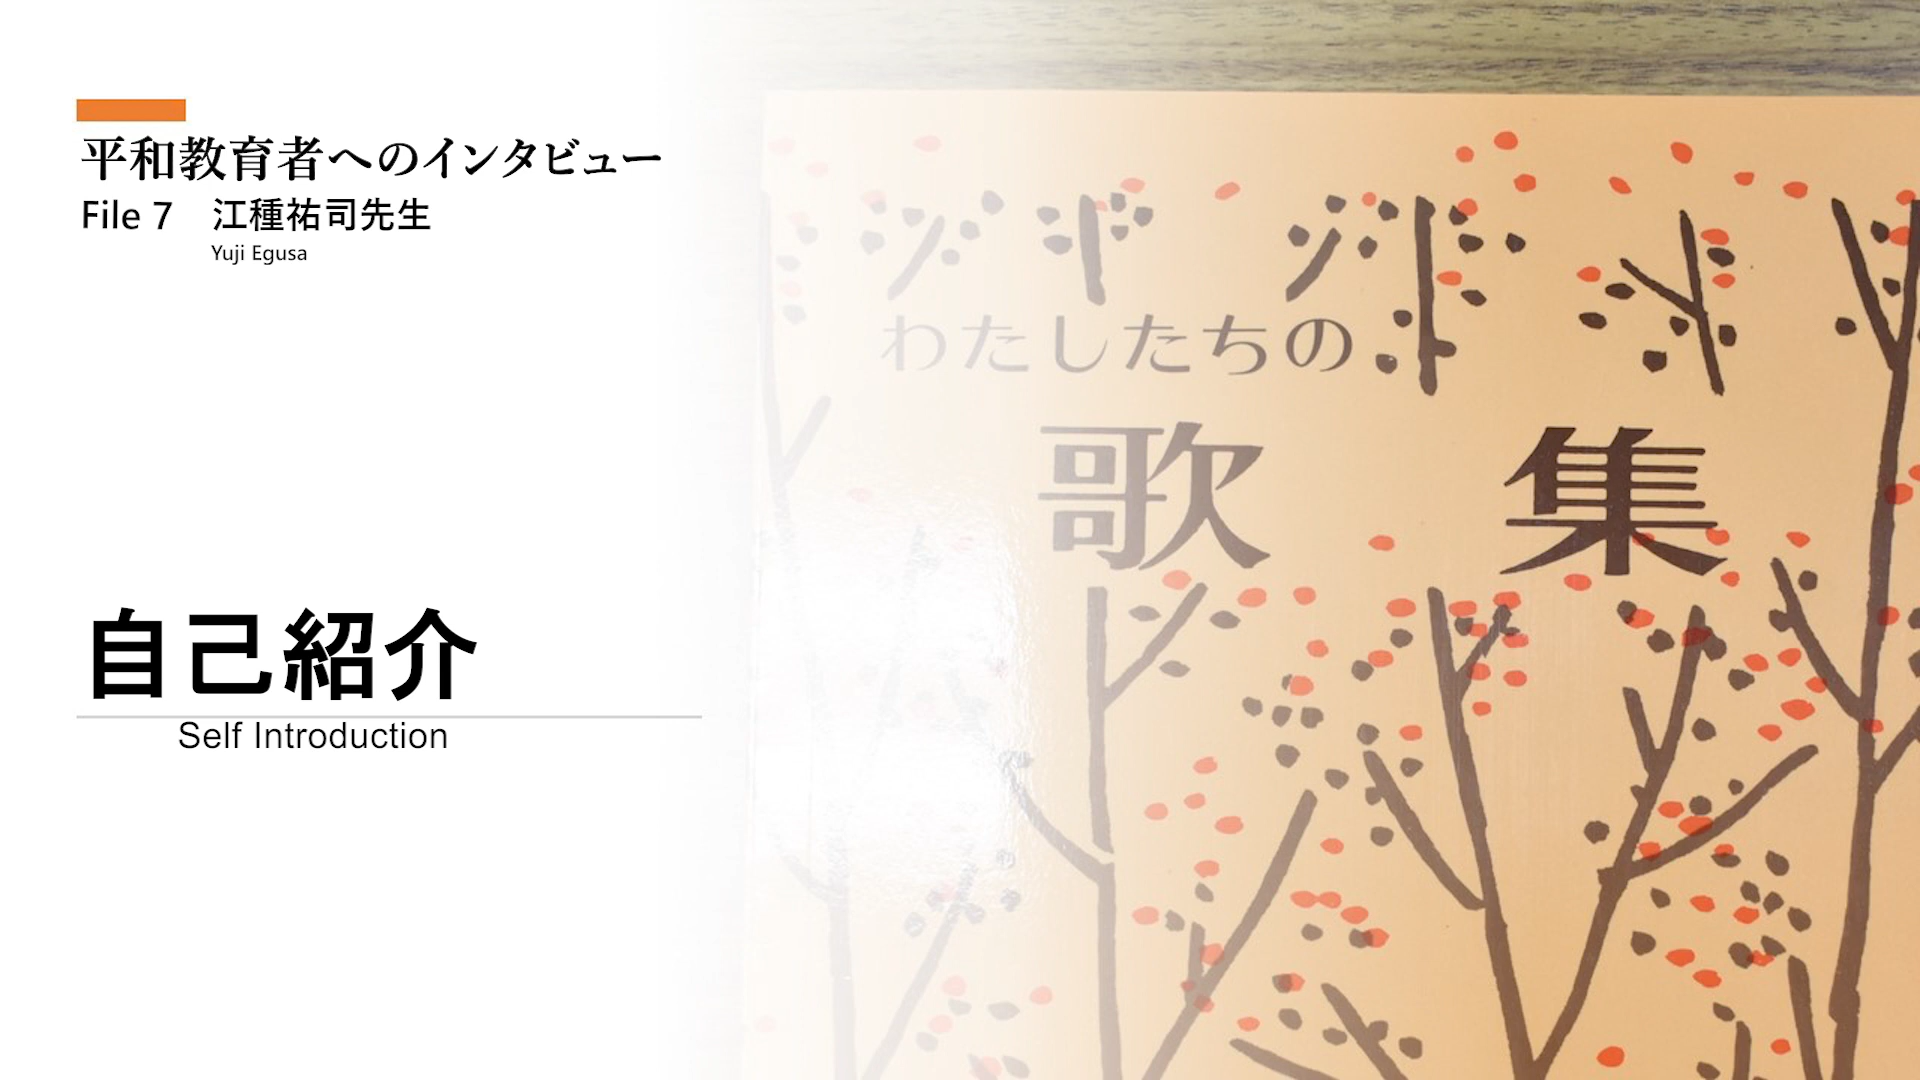 平和教育者へのインタビュー
File 7 江種祐司先生
Yuji Egusa
自己紹介
Self Introduction
わたしたちの
歌集